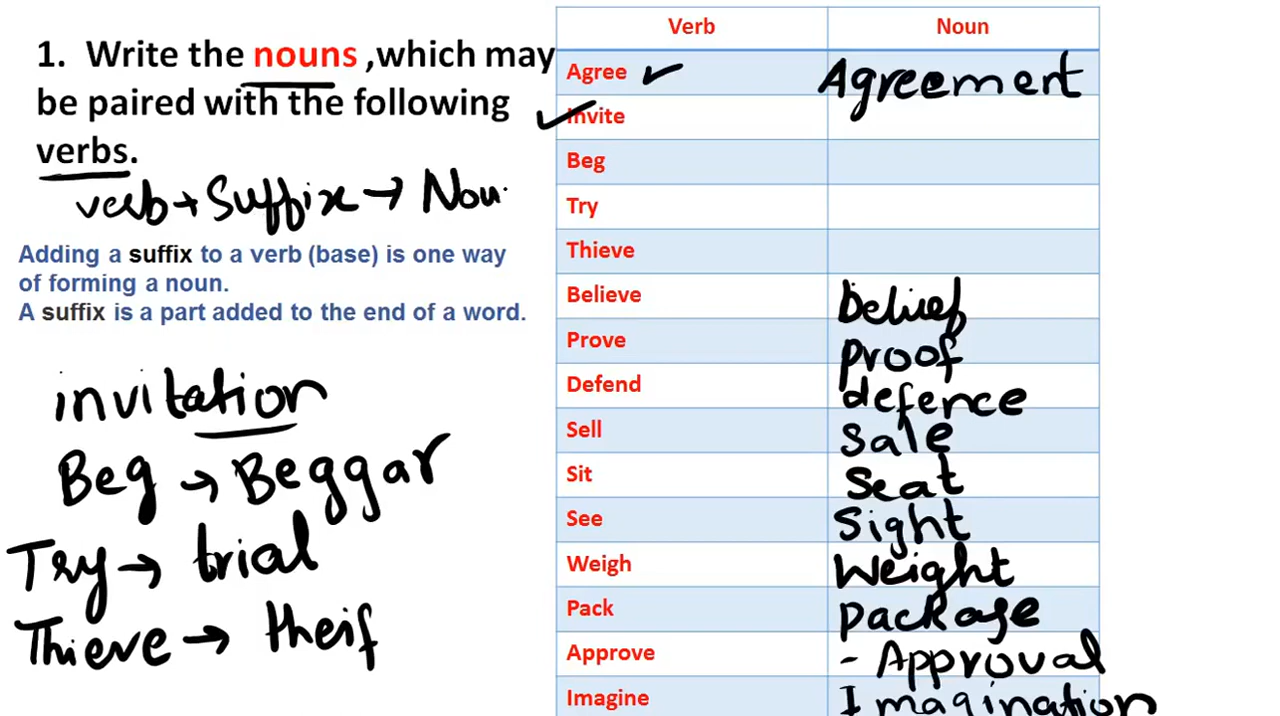 1. Write the nouns ,which may
be paired with the following
verbs.
verb + Suffix → Nou
Adding a suffix to a verb (base) is one way
of forming a noun.
A suffix is a part added to the end of a word.
invitation
Beg → Beggar
Try → trial
Thieve → theif
Verb Noun
Agree ✓ Agreement
✓ Invite
Beg
Try
Thieve
Believe belief
Prove proof
Defend defence
Sell Sale
Sit Seat
See Sight
Weigh Weight
Pack package
Approve - Approval
Imagine Imagination